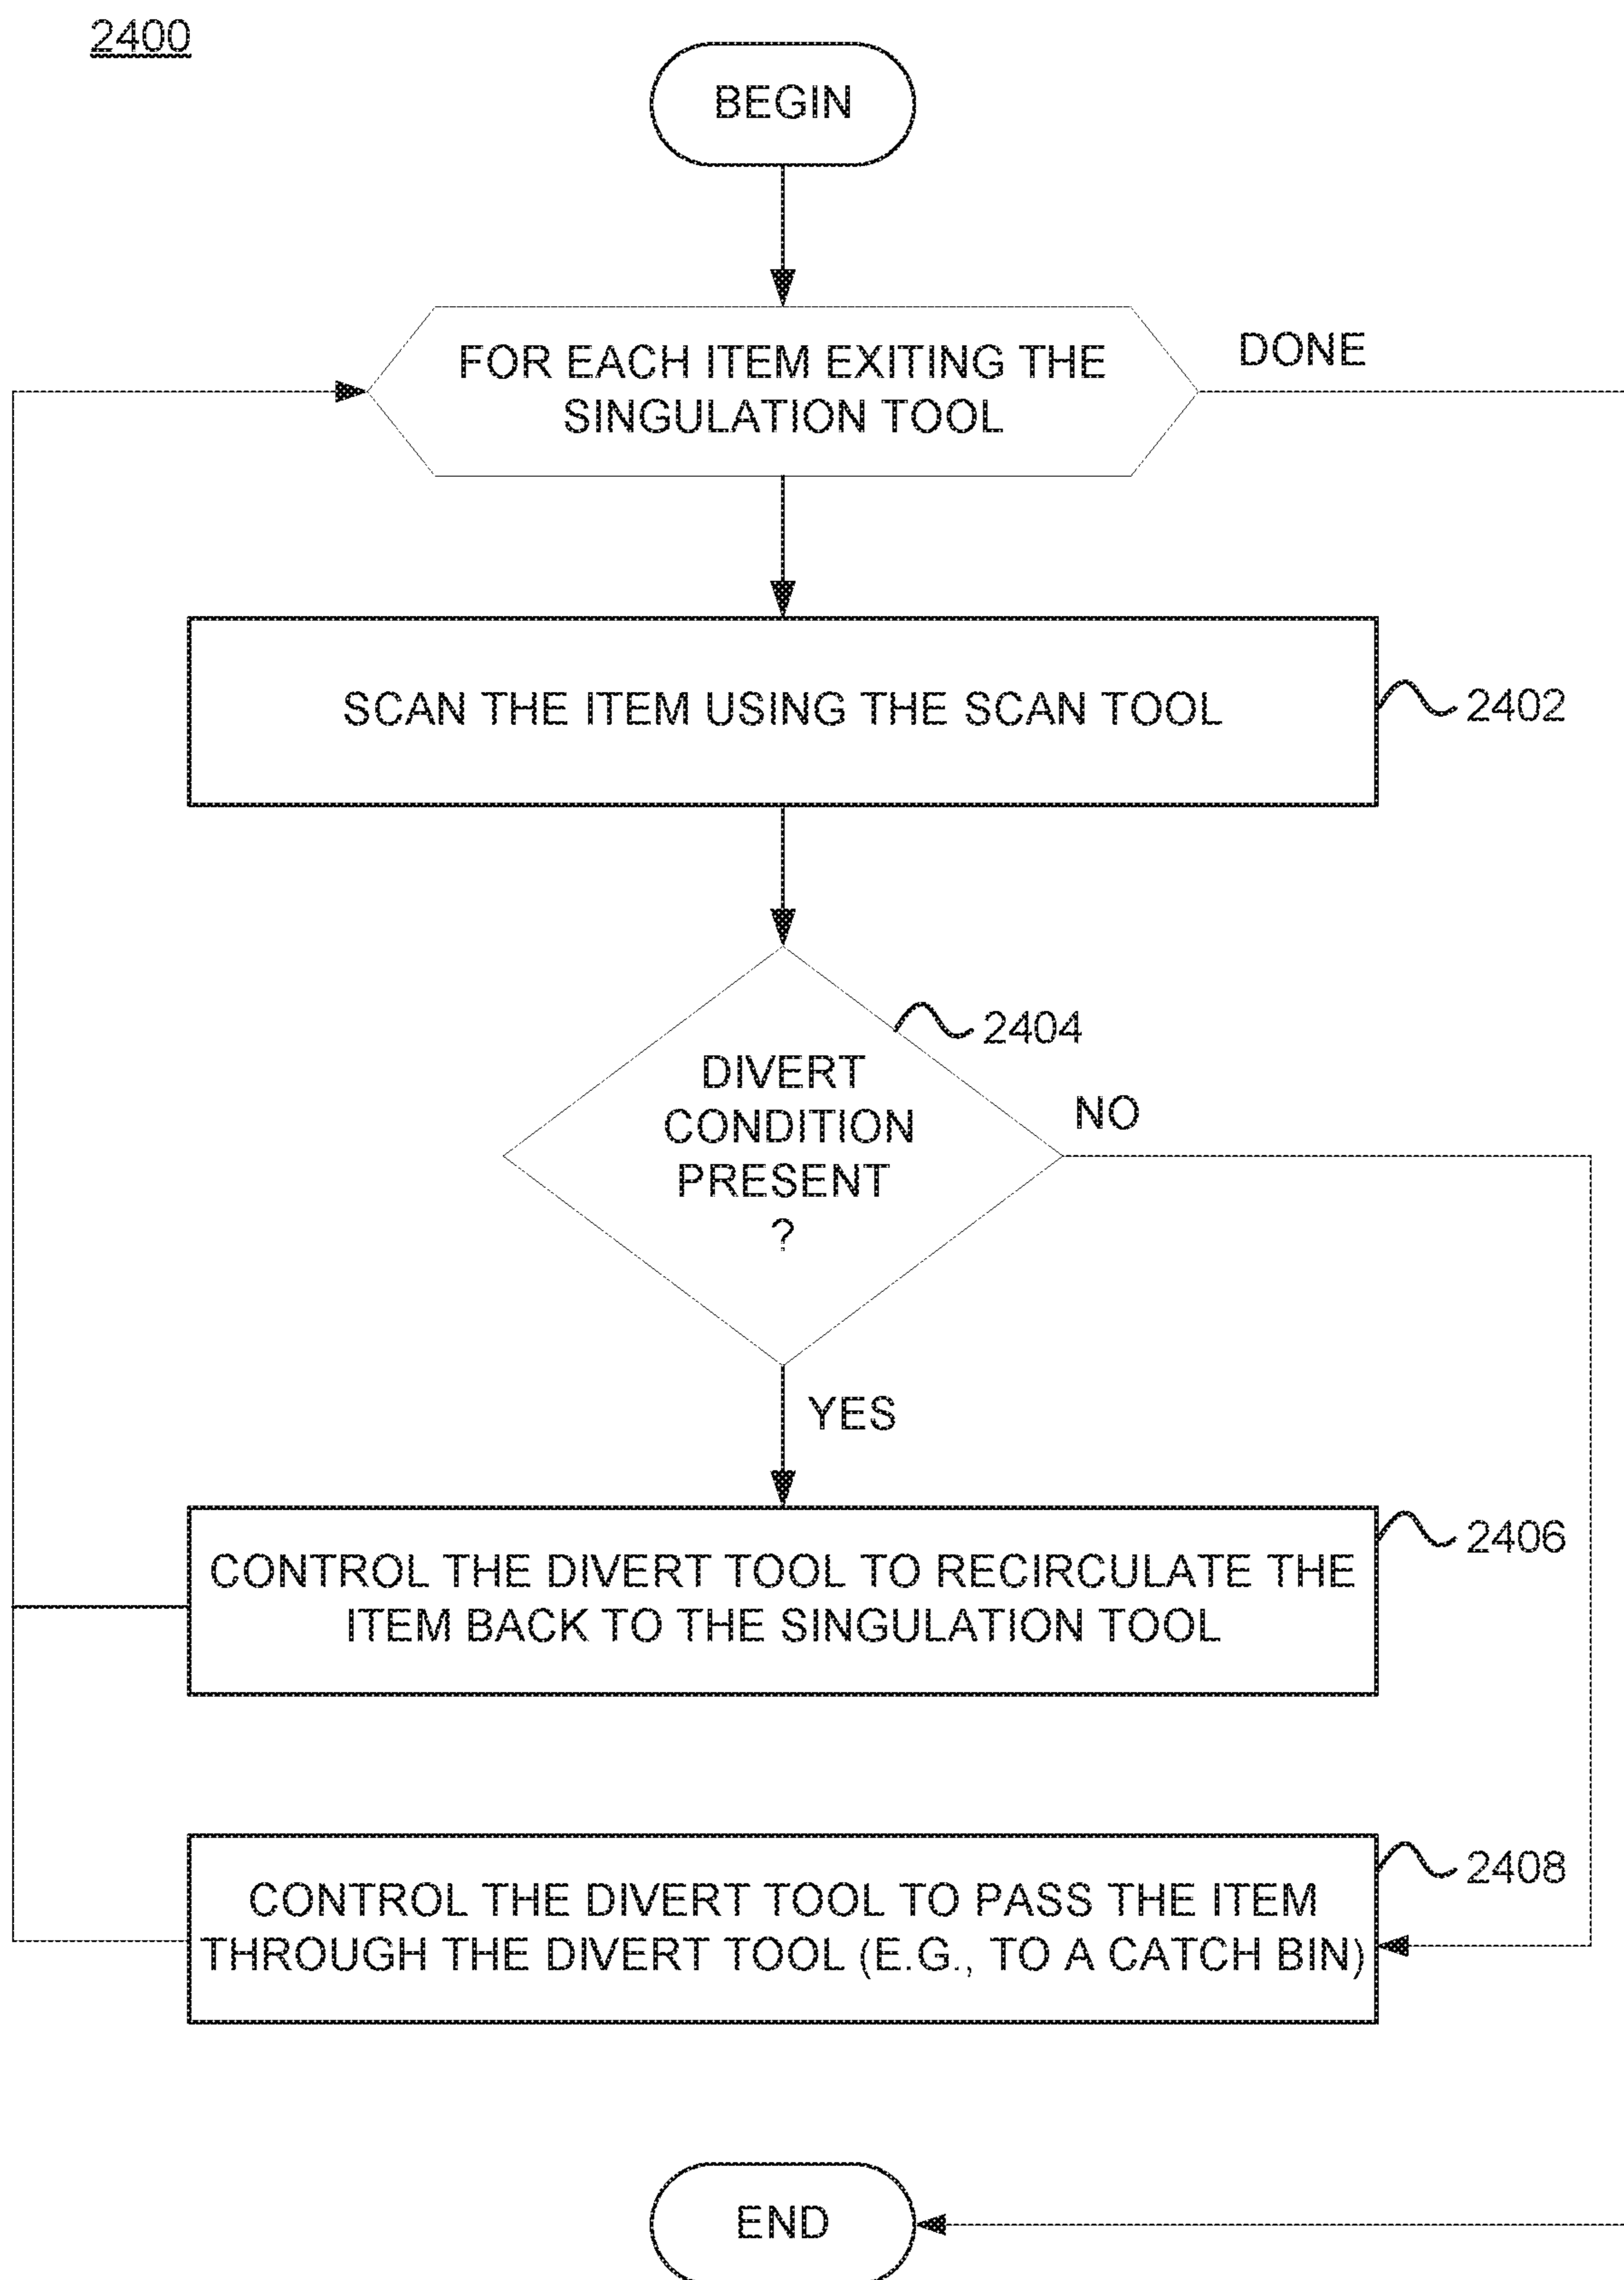 2400
BEGIN
FOR EACH ITEM EXITING THE
SINGULATION TOOL
DONE
SCAN THE ITEM USING THE SCAN TOOL
2402
2404
DIVERT
CONDITION
PRESENT
?
NO
YES
CONTROL THE DIVERT TOOL TO RECIRCULATE THE
ITEM BACK TO THE SINGULATION TOOL
2406
CONTROL THE DIVERT TOOL TO PASS THE ITEM
THROUGH THE DIVERT TOOL (E.G., TO A CATCH BIN)
2408
END